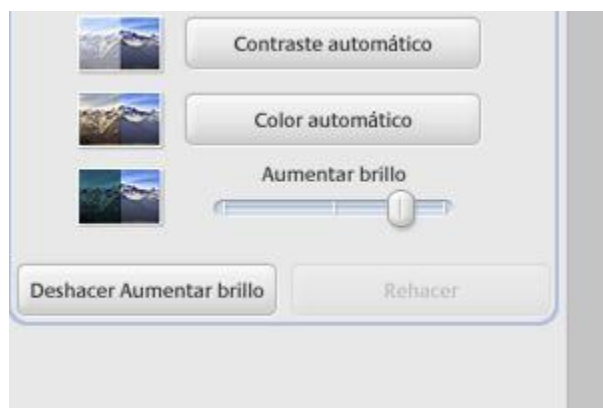 Contraste automático
Color automático
Aumentar brillo
Deshacer Aumentar brillo
Rehacer